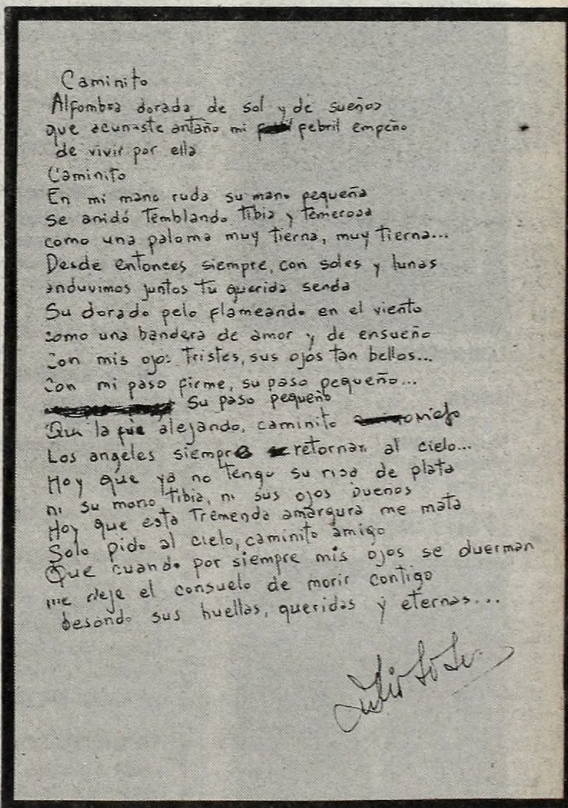 Caminito
Alfombra dorada de sol y de sueños
que acunaste antaño mi febril empeño
de vivir por ella
Caminito
En mi mano ruda su mano pequeña
se anidó temblando tibia y temerosa
como una paloma muy tierna, muy tierna...
Desde entonces siempre, con soles y lunas
anduvimos juntos tu querida senda
Su dorado pelo flameando en el viento
como una bandera de amor y de ensueño
Con mis ojos tristes, sus ojos tan bellos...
Con mi paso firme, su paso pequeño...
Su paso pequeño
Que la fue alejando, caminito
Los angeles siempre retornan al cielo...
Hoy que ya no tengo su risa de plata
ni su mano tibia, ni sus ojos buenos
Hoy que esta tremenda amargura me mata
Solo pido al cielo, caminito amigo
Que cuando por siempre mis ojos se duerman
me deje el consuelo de morir contigo
besando sus huellas, queridas y eternas...
Julio Sosa